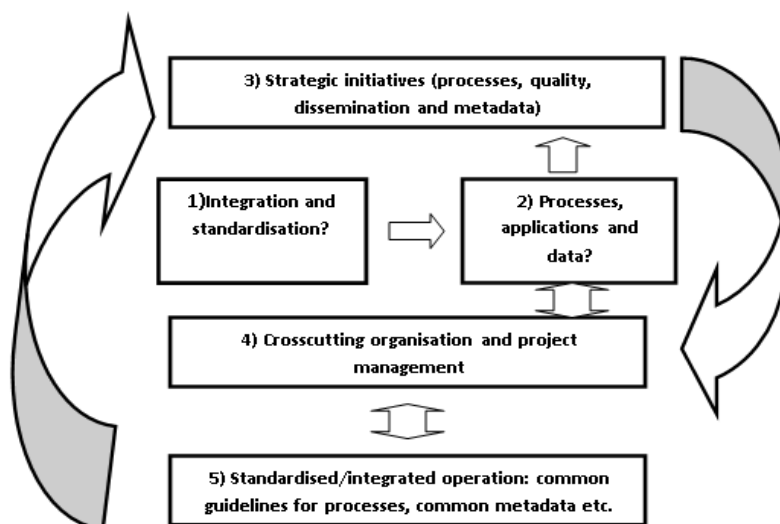 3) Strategic initiatives (processes, quality,
dissemination and metadata)
1)Integration and
standardisation?
2) Processes,
applications and
data?
4) Crosscutting organisation and project
management
5) Standardised/integrated operation: common
guidelines for processes, common metadata etc.